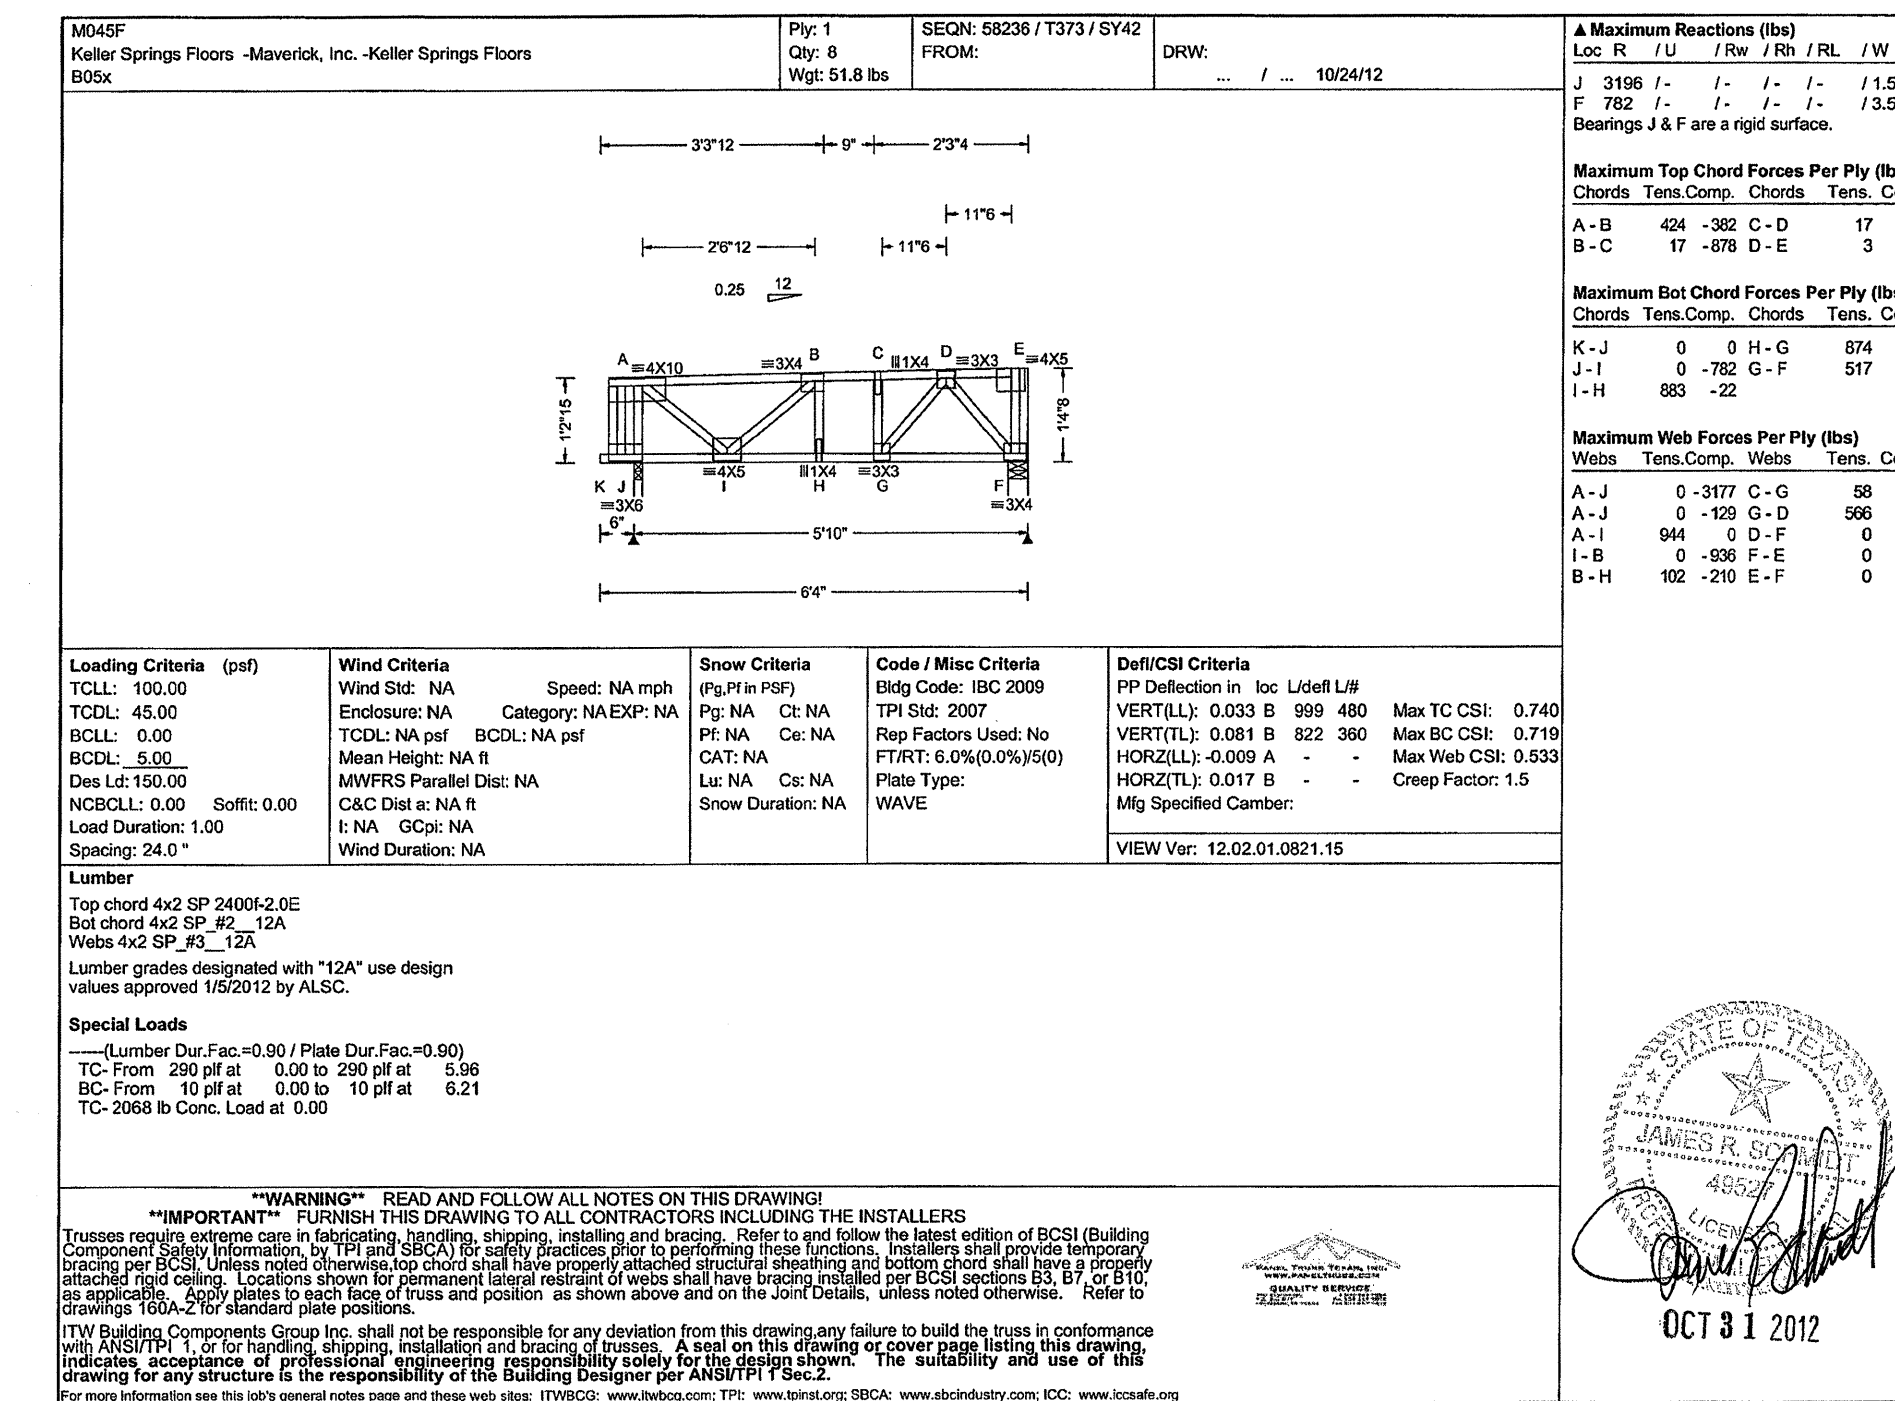 M045F
Keller Springs Floors -Maverick, Inc. -Keller Springs Floors
B05x
Ply: 1
Qty: 8
Wgt: 51.8 lbs
SEQN: 58236 / T373 / SY42
FROM:
DRW:
... / ... 10/24/12
▲ Maximum Reactions (lbs)
Loc R / U / Rw / Rh / RL / W
J 3196 / - / - / - / - / 1.5
F 782 / - / - / - / - / 3.5
Bearings J & F are a rigid surface.
Maximum Top Chord Forces Per Ply (lb
Chords Tens.Comp. Chords Tens. C
A - B 424 -382 C - D 17
B - C 17 -878 D - E 3
Maximum Bot Chord Forces Per Ply (lbs
Chords Tens.Comp. Chords Tens. C
K - J 0 0 H - G 874
J - I 0 -782 G - F 517
I - H 883 -22
Maximum Web Forces Per Ply (lbs)
Webs Tens.Comp. Webs Tens. C
A - J 0 -3177 C - G 58
A - J 0 -129 G - D 566
A - I 944 0 D - F 0
I - B 0 -936 F - E 0
B - H 102 -210 E - F 0
3'3"12 9" 2'3"4
11"6
2'6"12 11"6
0.25 12
A ≡4X10 ≡3X4 B C |||1X4 D ≡3X3 E ≡4X5
1'2"15
1'4"8
≡4X5 |||1X4 ≡3X3
K J I H G F
≡3X6 ≡3X4
6" 5'10"
6'4"
Loading Criteria (psf)
TCLL: 100.00
TCDL: 45.00
BCLL: 0.00
BCDL: 5.00
Des Ld: 150.00
NCBCLL: 0.00 Soffit: 0.00
Load Duration: 1.00
Spacing: 24.0 "
Wind Criteria
Wind Std: NA Speed: NA mph
Enclosure: NA Category: NA EXP: NA
TCDL: NA psf BCDL: NA psf
Mean Height: NA ft
MWFRS Parallel Dist: NA
C&C Dist a: NA ft
I: NA GCpi: NA
Wind Duration: NA
Snow Criteria
(Pg,Pf in PSF)
Pg: NA Ct: NA
Pf: NA Ce: NA
CAT: NA
Lu: NA Cs: NA
Snow Duration: NA
Code / Misc Criteria
Bldg Code: IBC 2009
TPI Std: 2007
Rep Factors Used: No
FT/RT: 6.0%(0.0%)/5(0)
Plate Type:
WAVE
Defl/CSI Criteria
PP Deflection in loc L/defl L/#
VERT(LL): 0.033 B 999 480 Max TC CSI: 0.740
VERT(TL): 0.081 B 822 360 Max BC CSI: 0.719
HORZ(LL): -0.009 A - - Max Web CSI: 0.533
HORZ(TL): 0.017 B - - Creep Factor: 1.5
Mfg Specified Camber:
VIEW Ver: 12.02.01.0821.15
Lumber
Top chord 4x2 SP 2400f-2.0E
Bot chord 4x2 SP_#2__12A
Webs 4x2 SP_#3__12A
Lumber grades designated with "12A" use design
values approved 1/5/2012 by ALSC.
Special Loads
-----(Lumber Dur.Fac.=0.90 / Plate Dur.Fac.=0.90)
TC- From 290 plf at 0.00 to 290 plf at 5.96
BC- From 10 plf at 0.00 to 10 plf at 6.21
TC- 2068 lb Conc. Load at 0.00
STATE OF TEXAS
JAMES R. SCHMIDT
49527
LICENSED
OCT 31 2012
**WARNING** READ AND FOLLOW ALL NOTES ON THIS DRAWING!
**IMPORTANT** FURNISH THIS DRAWING TO ALL CONTRACTORS INCLUDING THE INSTALLERS
Trusses require extreme care in fabricating, handling, shipping, installing and bracing. Refer to and follow the latest edition of BCSI (Building
Component Safety Information, by TPI and SBCA) for safety practices prior to performing these functions. Installers shall provide temporary
bracing per BCSI. Unless noted otherwise,top chord shall have properly attached structural sheathing and bottom chord shall have a properly
attached rigid ceiling. Locations shown for permanent lateral restraint of webs shall have bracing installed per BCSI sections B3, B7, or B10,
as applicable. Apply plates to each face of truss and position as shown above and on the Joint Details, unless noted otherwise. Refer to
drawings 160A-Z for standard plate positions.
ITW Building Components Group Inc. shall not be responsible for any deviation from this drawing,any failure to build the truss in conformance
with ANSI/TPI 1, or for handling, shipping, installation and bracing of trusses. A seal on this drawing or cover page listing this drawing,
indicates acceptance of professional engineering responsibility solely for the design shown. The suitability and use of this
drawing for any structure is the responsibility of the Building Designer per ANSI/TPI 1 Sec.2.
For more information see this job's general notes page and these web sites: ITWBCG: www.itwbcg.com; TPI: www.tpinst.org; SBCA: www.sbcindustry.com; ICC: www.iccsafe.org
PANEL TRUSS TEXAS, INC.
WWW.PANELTRUSS.COM
QUALITY SERVICE